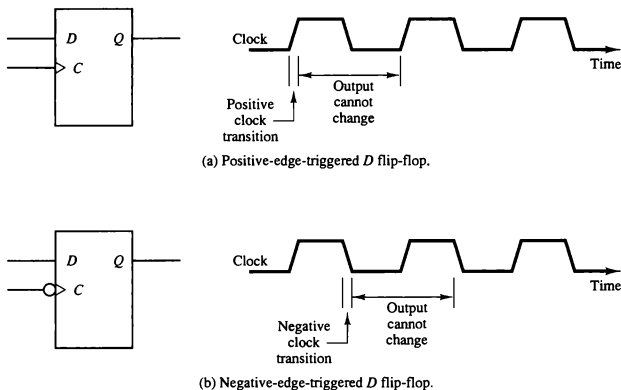 D Q
C
Clock
Time
Positive
clock
transition
Output
cannot
change
(a) Positive-edge-triggered D flip-flop.
D Q
C
Clock
Time
Negative
clock
transition
Output
cannot
change
(b) Negative-edge-triggered D flip-flop.